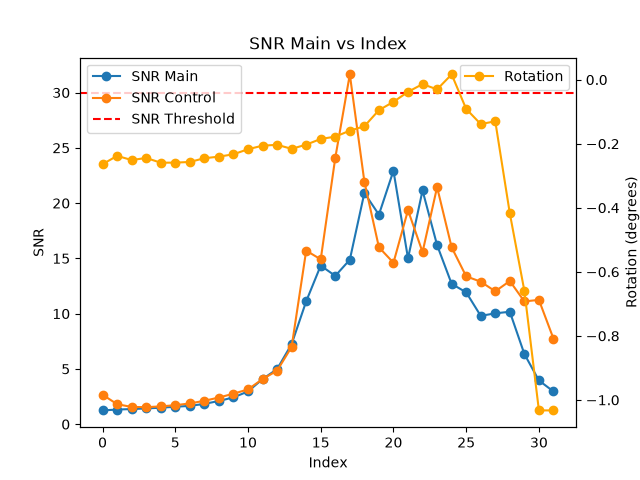 SNR Main vs Index
SNR Main
SNR Control
SNR Threshold
Rotation
SNR
0
5
10
15
20
25
30
Rotation (degrees)
0.0
−0.2
−0.4
−0.6
−0.8
−1.0
0
5
10
15
20
25
30
Index